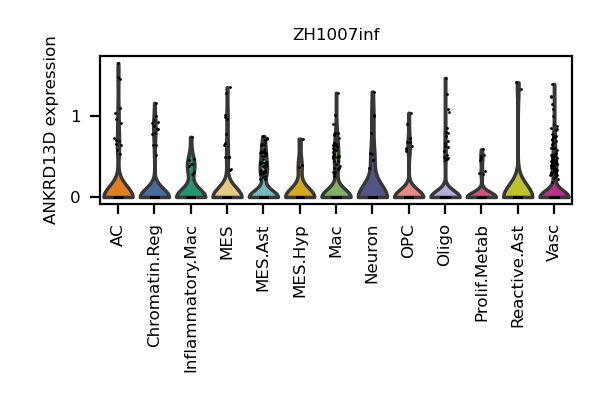 ZH1007inf
ANKRD13D expression
1
0
AC
Chromatin.Reg
Inflammatory.Mac
MES
MES.Ast
MES.Hyp
Mac
Neuron
OPC
Oligo
Prolif.Metab
Reactive.Ast
Vasc